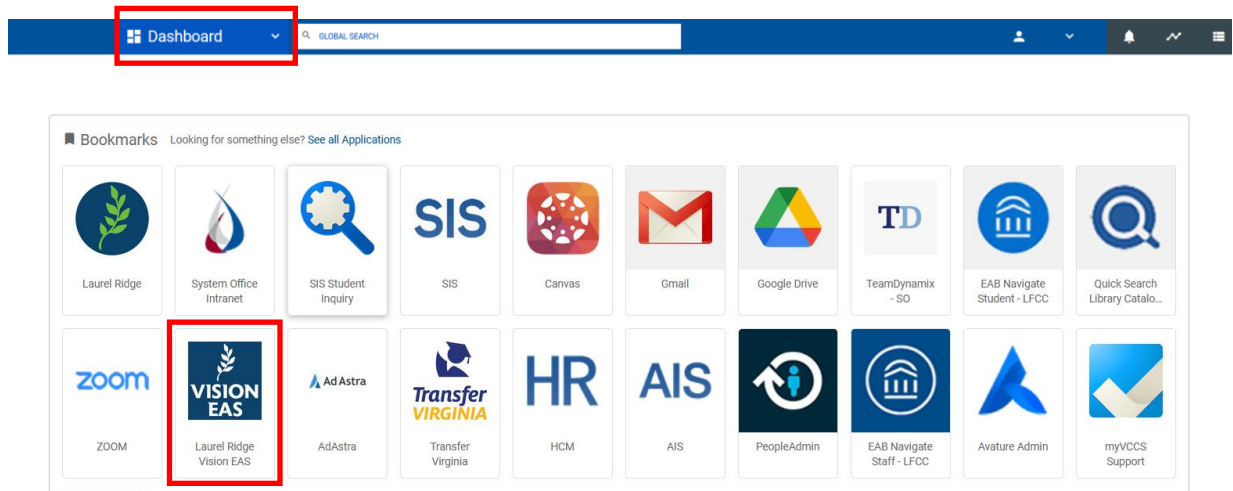 Dashboard GLOBAL SEARCH
Bookmarks Looking for something else? See all Applications
SIS TD
Laurel Ridge System Office SIS Student SIS Canvas Gmail Google Drive TeamDynamix EAB Navigate Quick Search
Intranet Inquiry - SO Student - LFCC Library Catalo...
zoom VISION EAS Ad Astra Transfer VIRGINIA HR AIS
ZOOM Laurel Ridge AdAstra Transfer HCM AIS PeopleAdmin EAB Navigate Avature Admin myVCCS
Vision EAS Virginia Staff - LFCC Support